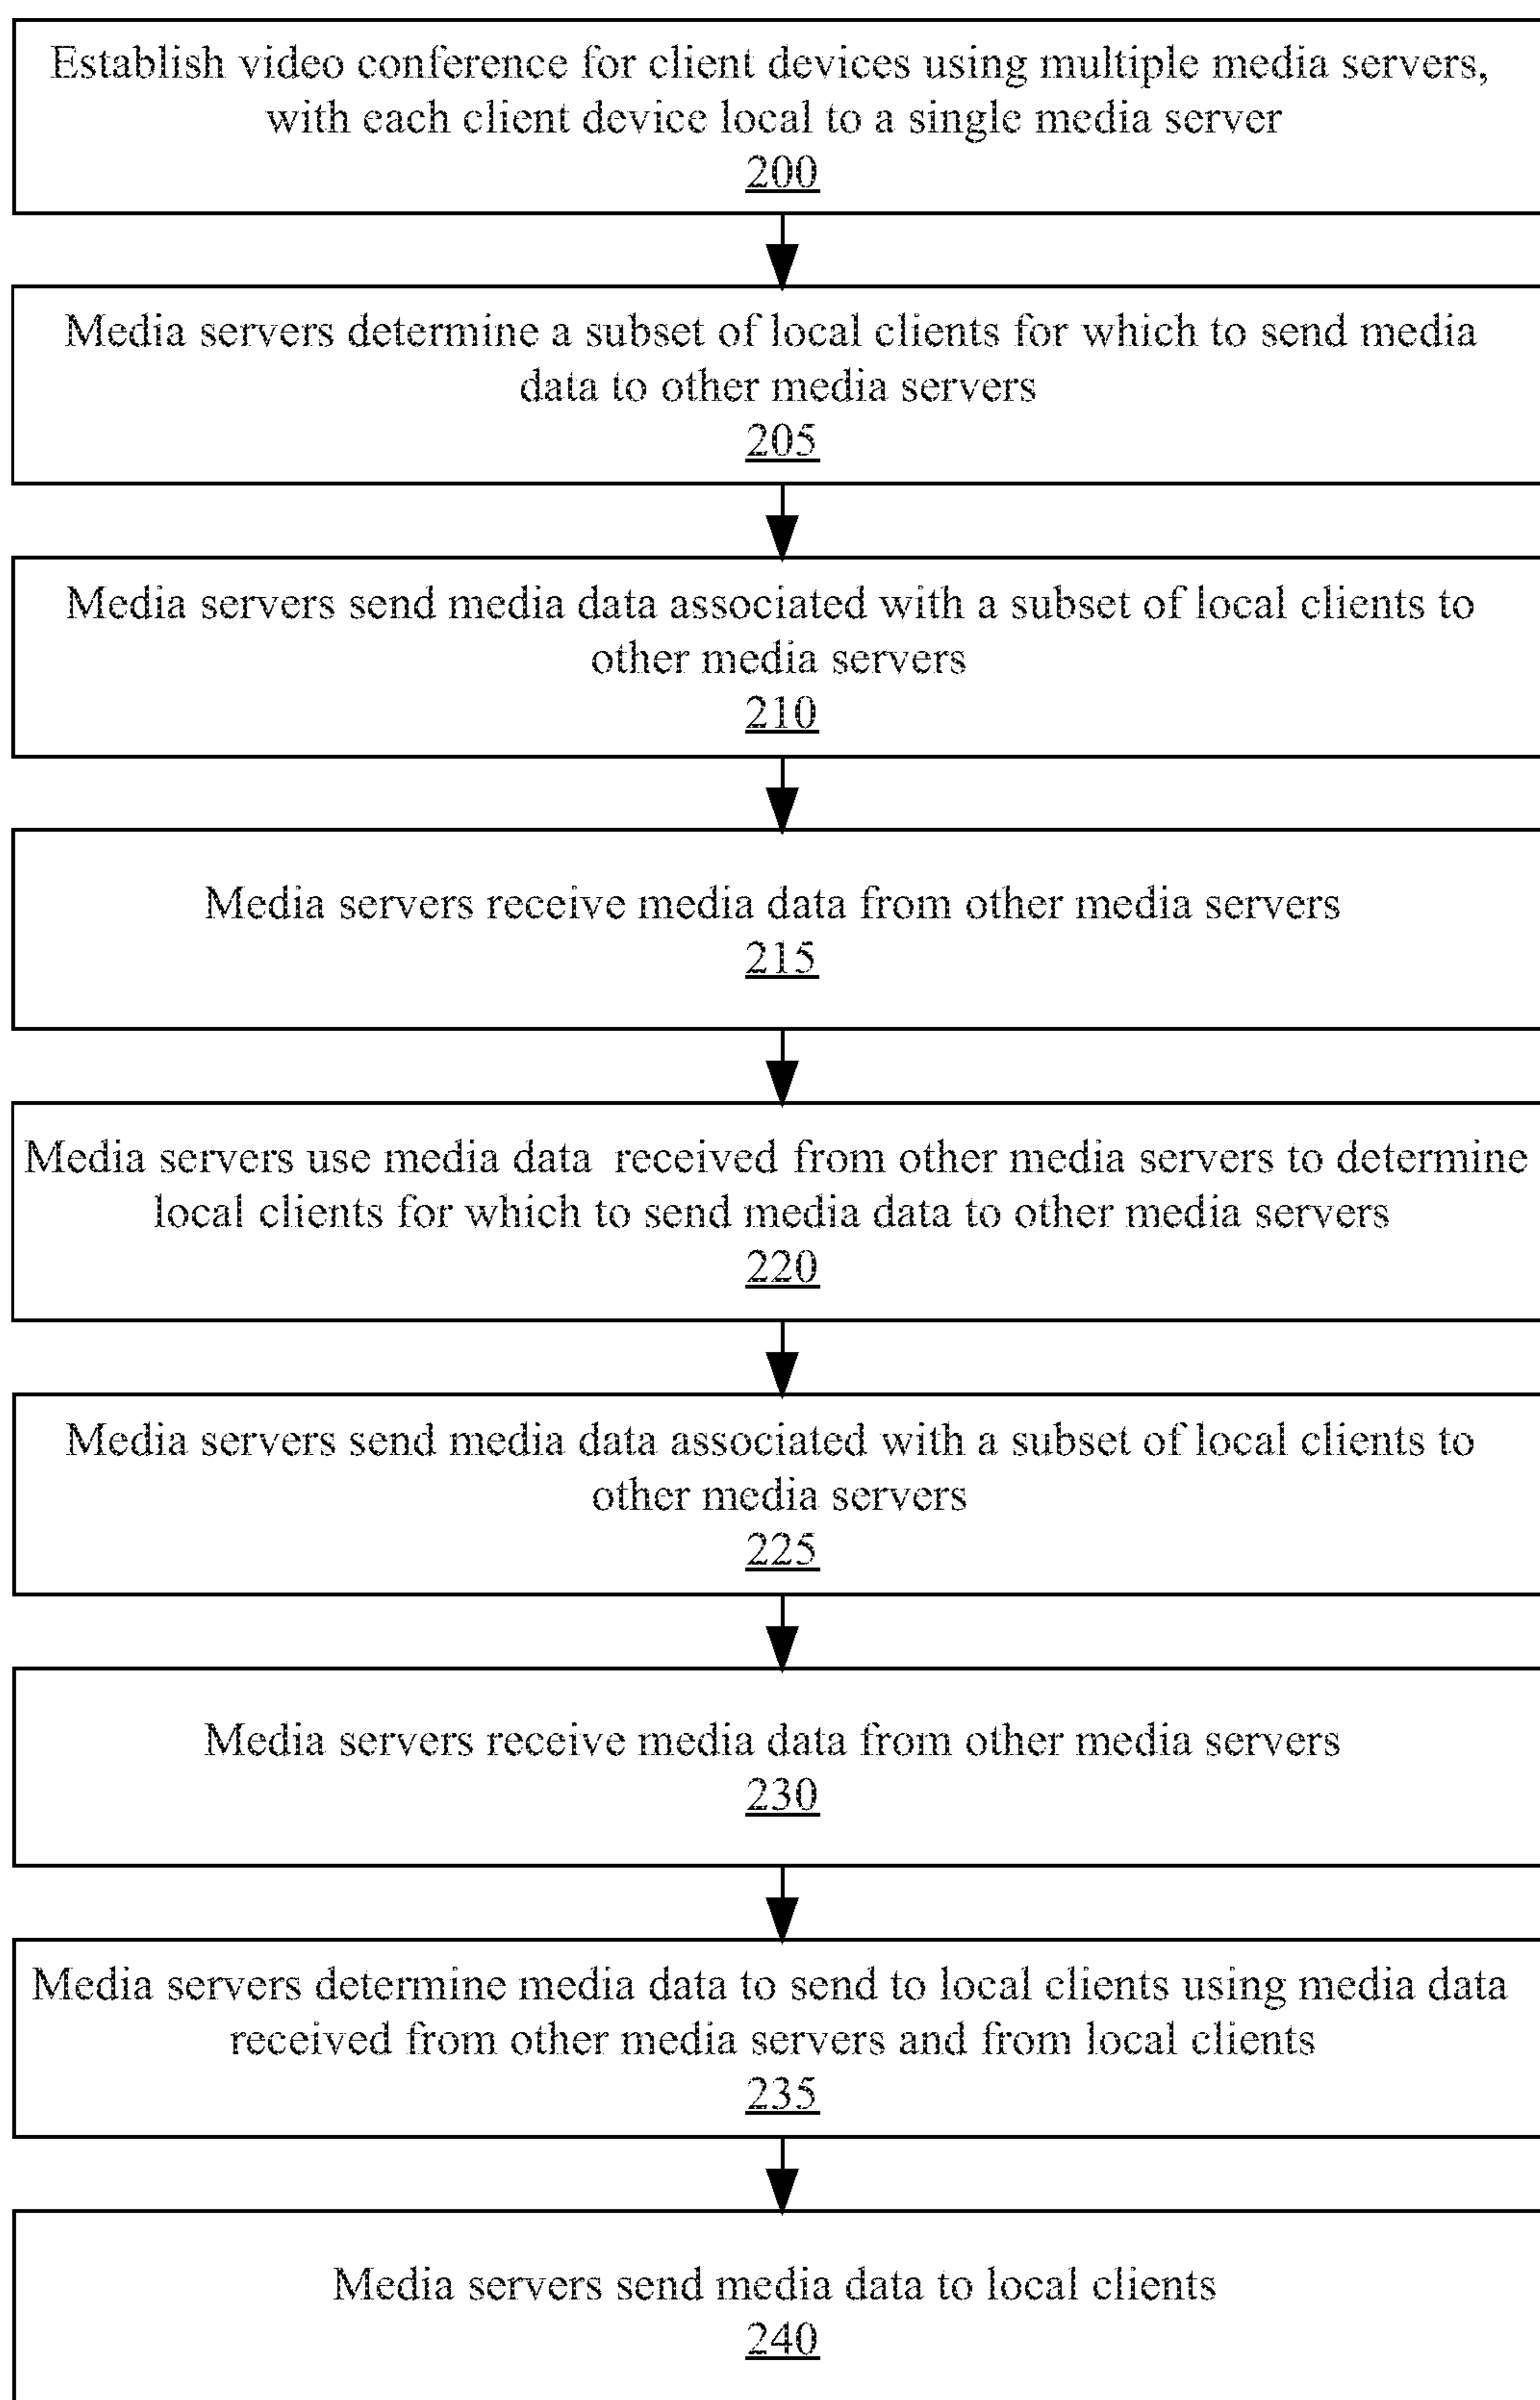 Establish video conference for client devices using multiple media servers,
with each client device local to a single media server
200
Media servers determine a subset of local clients for which to send media
data to other media servers
205
Media servers send media data associated with a subset of local clients to
other media servers
210
Media servers receive media data from other media servers
215
Media servers use media data received from other media servers to determine
local clients for which to send media data to other media servers
220
Media servers send media data associated with a subset of local clients to
other media servers
225
Media servers receive media data from other media servers
230
Media servers determine media data to send to local clients using media data
received from other media servers and from local clients
235
Media servers send media data to local clients
240